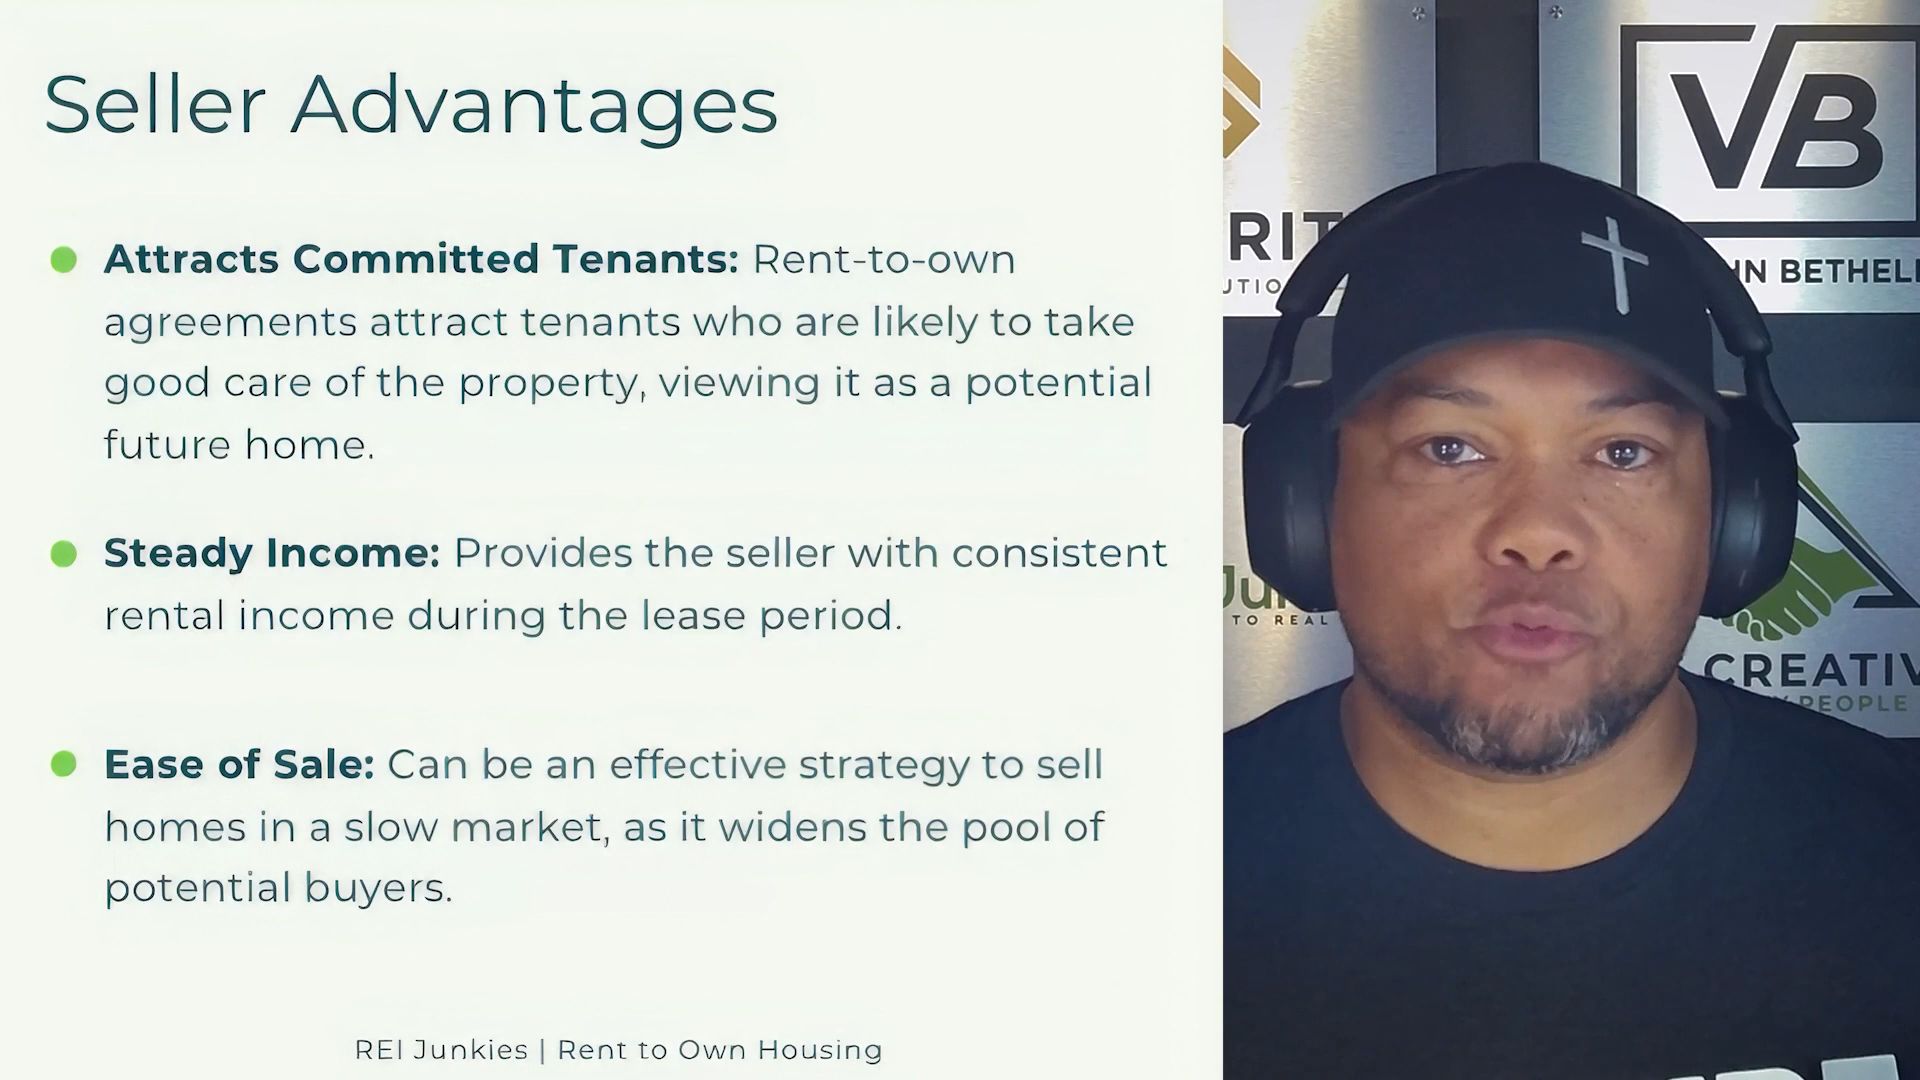 Seller Advantages
Attracts Committed Tenants: Rent-to-own
agreements attract tenants who are likely to take
good care of the property, viewing it as a potential
future home.
Steady Income: Provides the seller with consistent
rental income during the lease period.
Ease of Sale: Can be an effective strategy to sell
homes in a slow market, as it widens the pool of
potential buyers.
REI Junkies | Rent to Own Housing
VB
BETHELL
TO REAL
CREATIV
PEOPLE